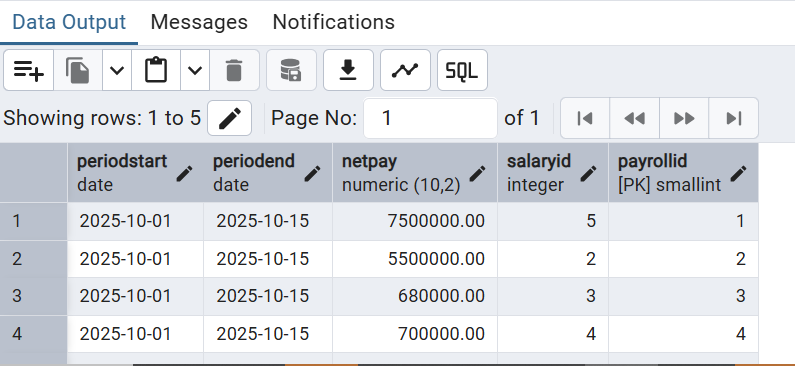 Data Output Messages Notifications
SQL
Showing rows: 1 to 5 Page No: 1 of 1
periodstart periodend netpay salaryid payrollid
date date numeric (10,2) integer [PK] smallint
1 2025-10-01 2025-10-15 7500000.00 5 1
2 2025-10-01 2025-10-15 5500000.00 2 2
3 2025-10-01 2025-10-15 680000.00 3 3
4 2025-10-01 2025-10-15 700000.00 4 4